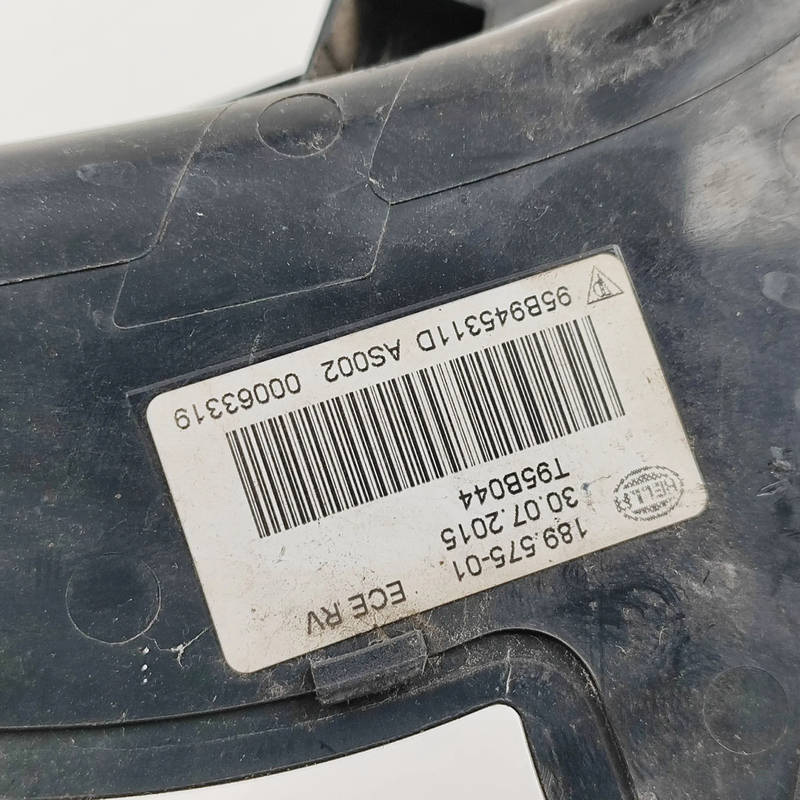 189.575-01 ECE RV
30.07.2015
HELLA
T95B044
95B945311D AS002 00063319